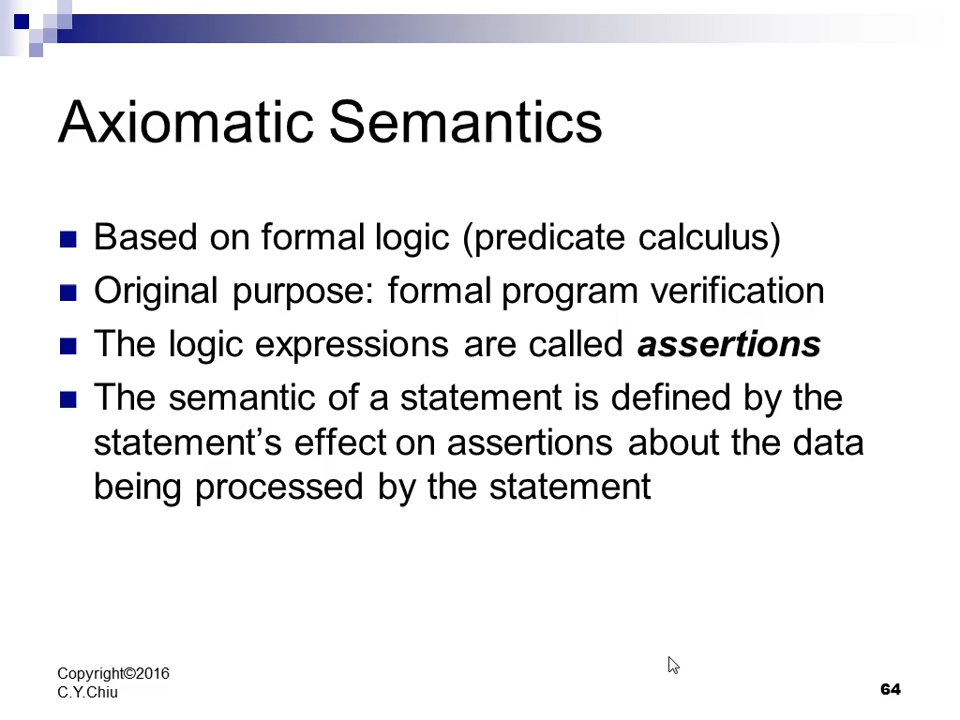 Axiomatic Semantics
Based on formal logic (predicate calculus)
Original purpose: formal program verification
The logic expressions are called assertions
The semantic of a statement is defined by the
statement’s effect on assertions about the data
being processed by the statement
Copyright©2016
C.Y.Chiu
64